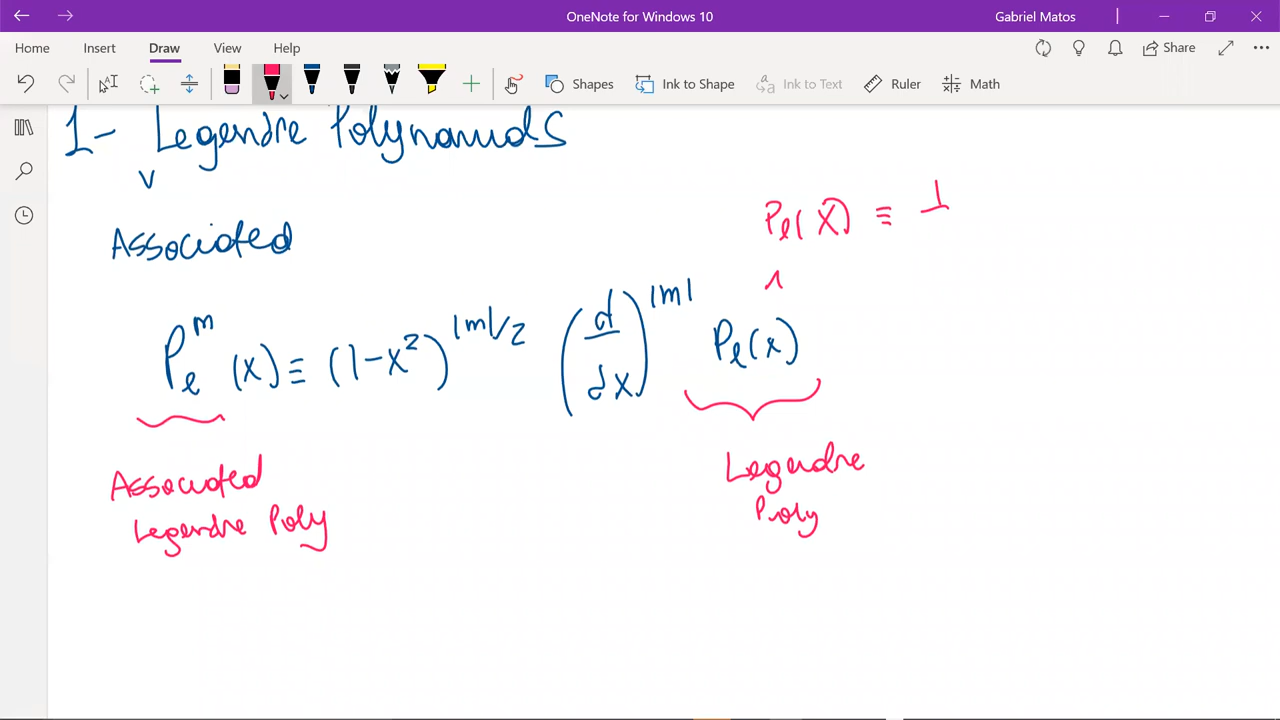 OneNote for Windows 10
Gabriel Matos
Home Insert Draw View Help
Share
Shapes Ink to Shape Ink to Text Ruler Math
1- Legendre Polynomials
v
Associated
Pℓ(x) ≡ 1
Pℓ^m (x) ≡ (1-x²)^|m|/2 (d/dx)^|m| Pℓ(x)
Associated
Legendre Poly
Legendre
Poly